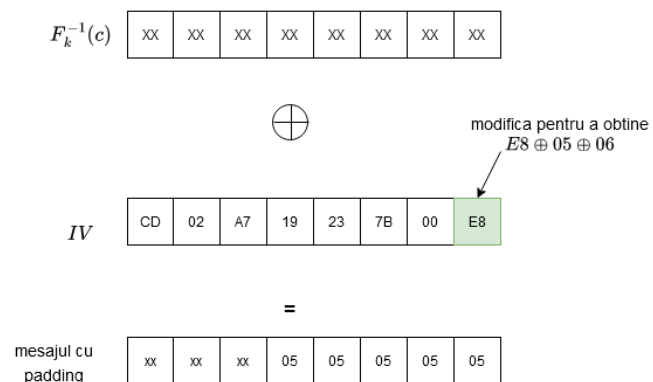 F_k^{-1}(c) XX XX XX XX XX XX XX XX
⊕
modifica pentru a obtine
E8 ⊕ 05 ⊕ 06
IV CD 02 A7 19 23 7B 00 E8
=
mesajul cu
padding
xx xx xx 05 05 05 05 05